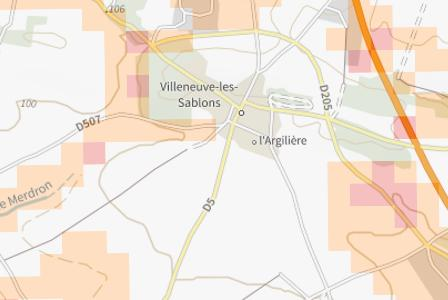 106
Villeneuve-les-
Sablons
100
D507
D205
l'Argilière
e Merdron
D5